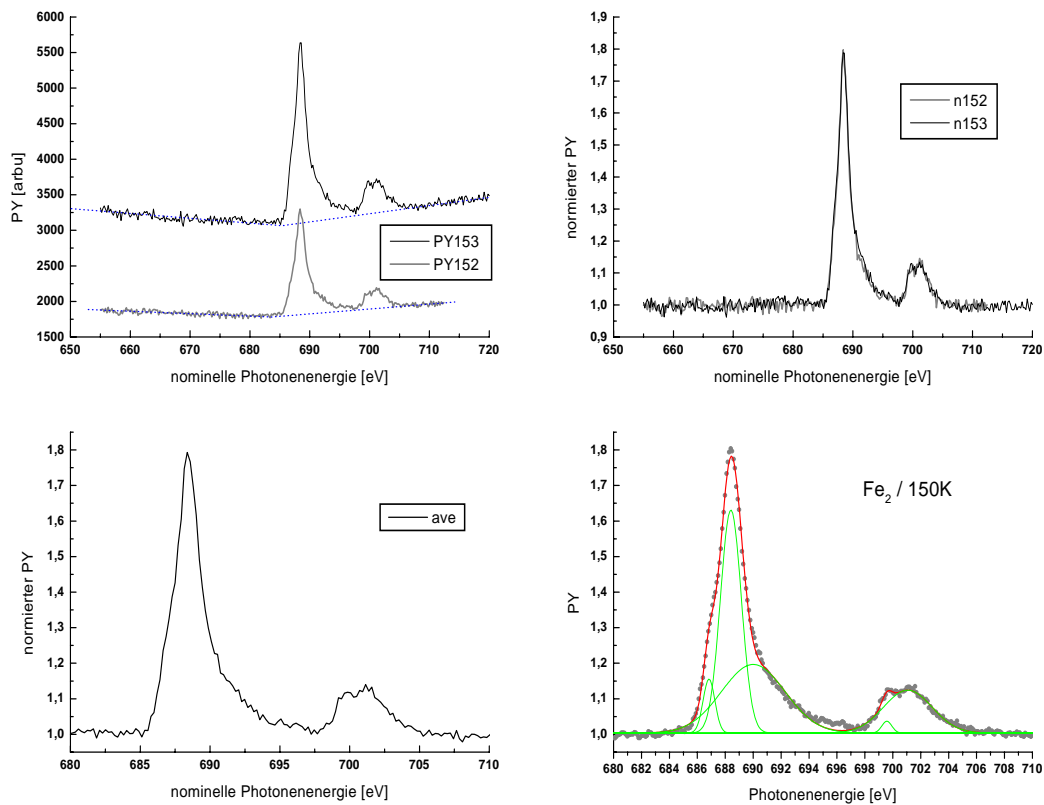 6000
5500
5000
4500
4000
3500
3000
2500
2000
1500
PY [arbu]
PY153
PY152
650 660 670 680 690 700 710 720
nominelle Photonenenergie [eV]
1,9
1,8
1,7
1,6
1,5
1,4
1,3
1,2
1,1
1,0
0,9
normierter PY
n152
n153
650 660 670 680 690 700 710 720
nominelle Photonenenergie [eV]
1,8
1,7
1,6
1,5
1,4
1,3
1,2
1,1
1,0
normierter PY
ave
680 685 690 695 700 705 710
nominelle Photonenenergie [eV]
1,8
1,7
1,6
1,5
1,4
1,3
1,2
1,1
1,0
PY
Fe₂ / 150K
680 682 684 686 688 690 692 694 696 698 700 702 704 706 708 710
Photonenenergie [eV]